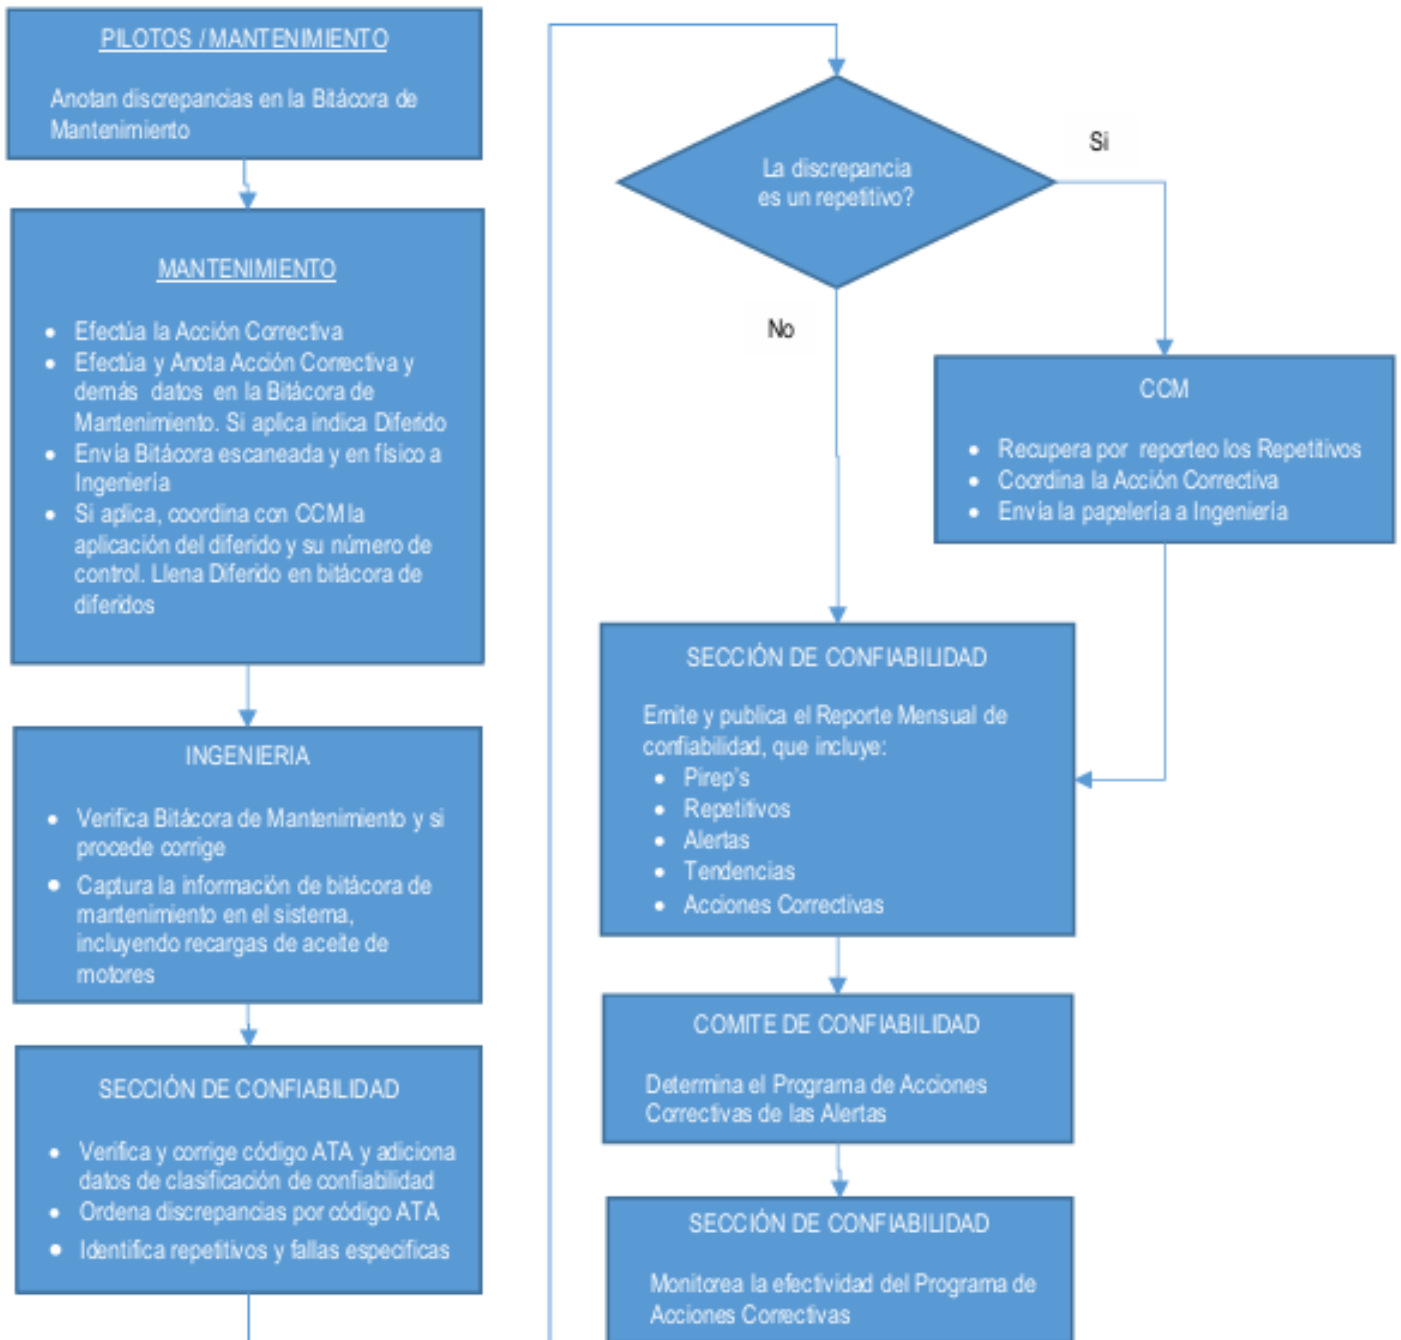 PILOTOS / MANTENIMIENTO
Anotan discrepancias en la Bitácora de
Mantenimiento
MANTENIMIENTO
• Efectúa la Acción Correctiva
• Efectúa y Anota Acción Correctiva y
demás datos en la Bitácora de
Mantenimiento. Si aplica indica Diferido
• Envía Bitácora escaneada y en físico a
Ingeniería
• Si aplica, coordina con CCM la
aplicación del diferido y su número de
control. Llena Diferido en bitácora de
diferidos
INGENIERIA
• Verifica Bitácora de Mantenimiento y si
procede corrige
• Captura la información de bitácora de
mantenimiento en el sistema,
incluyendo recargas de aceite de
motores
SECCIÓN DE CONFIABILIDAD
• Verifica y corrige código ATA y adiciona
datos de clasificación de confiabilidad
• Ordena discrepancias por código ATA
• Identifica repetitivos y fallas especificas
La discrepancia
es un repetitivo?
Si
No
CCM
• Recupera por reporteo los Repetitivos
• Coordina la Acción Correctiva
• Envía la papelería a Ingeniería
SECCIÓN DE CONFIABILIDAD
Emite y publica el Reporte Mensual de
confiabilidad, que incluye:
• Pirep's
• Repetitivos
• Alertas
• Tendencias
• Acciones Correctivas
COMITE DE CONFIABILIDAD
Determina el Programa de Acciones
Correctivas de las Alertas
SECCIÓN DE CONFIABILIDAD
Monitorea la efectividad del Programa de
Acciones Correctivas